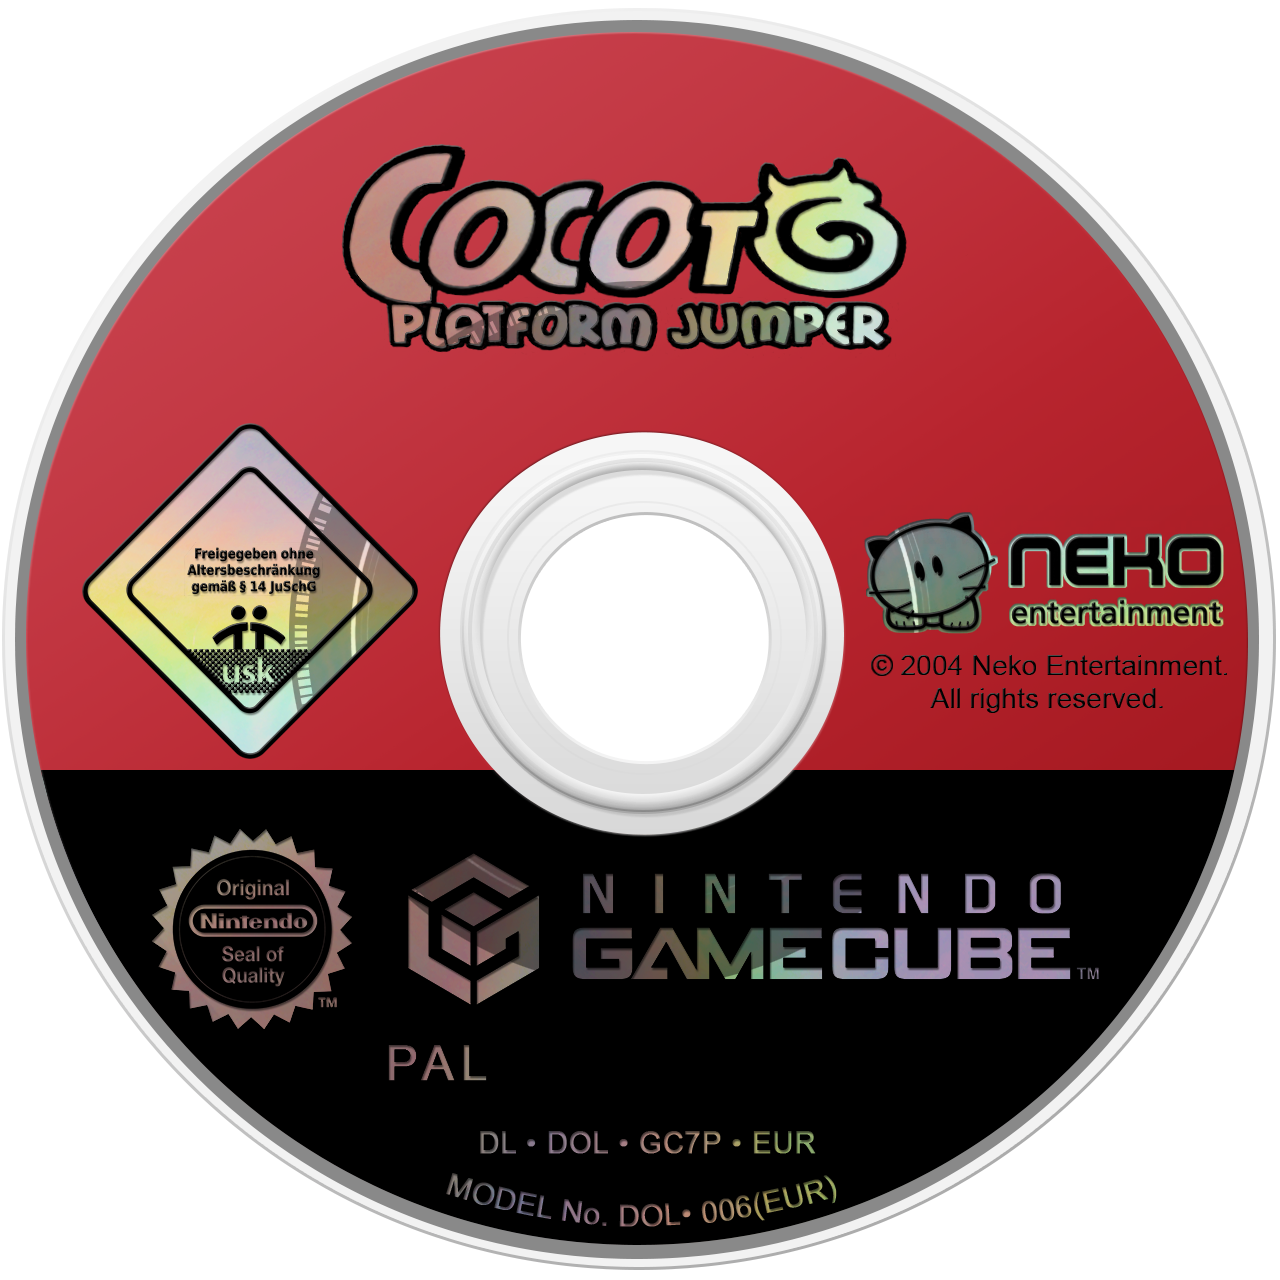 COCOTO
PLATFORM JUMPER
Freigegeben ohne
Altersbeschränkung
gemäß § 14 JuSchG
usk
neko
entertainment
© 2004 Neko Entertainment.
All rights reserved.
Original
Nintendo
Seal of
Quality
TM
NINTENDO
GAMECUBE TM
PAL
DL • DOL • GC7P • EUR
MODEL No. DOL• 006(EUR)